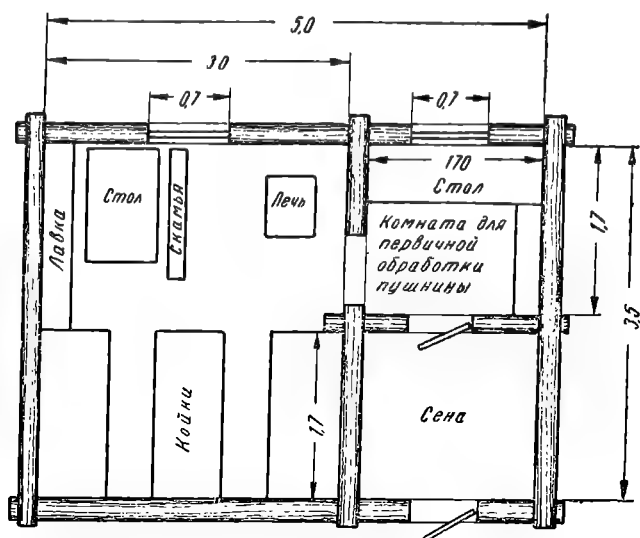 5,0
3,0
0,7
0,7
170
Стол
Лавка
Стол
Скамья
Печь
Комната для
первичной
обработки
пушнины
1,7
3,5
Койки
1,7
Сена